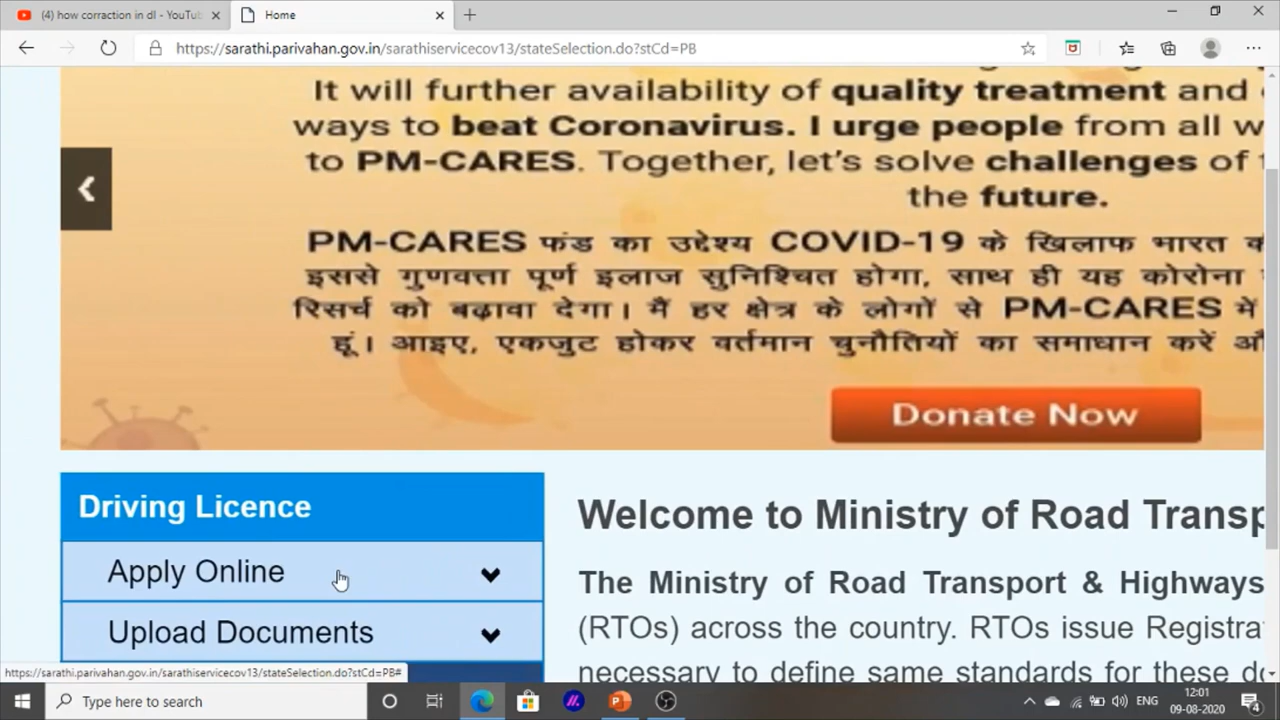 (4) how corraction in dl - YouTub
Home
https://sarathi.parivahan.gov.in/sarathiservicecov13/stateSelection.do?stCd=PB
It will further availability of quality treatment and
ways to beat Coronavirus. I urge people from all w
to PM-CARES. Together, let's solve challenges of
the future.
PM-CARES फंड का उद्देश्य COVID-19 के खिलाफ भारत
इससे गुणवत्ता पूर्ण इलाज सुनिश्चित होगा, साथ ही यह कोरोना
रिसर्च को बढ़ावा देगा। मैं हर क्षेत्र के लोगों से PM-CARES में
हूं। आइए, एकजुट होकर वर्तमान चुनौतियों का समाधान करें
Donate Now
Driving Licence
Apply Online
Upload Documents
Welcome to Ministry of Road Transp
The Ministry of Road Transport & Highways
(RTOs) across the country. RTOs issue Registra
necessary to define same standards for these do
https://sarathi.parivahan.gov.in/sarathiservicecov13/stateSelection.do?stCd=PB#
Type here to search
ENG
12:01
09-08-2020
4